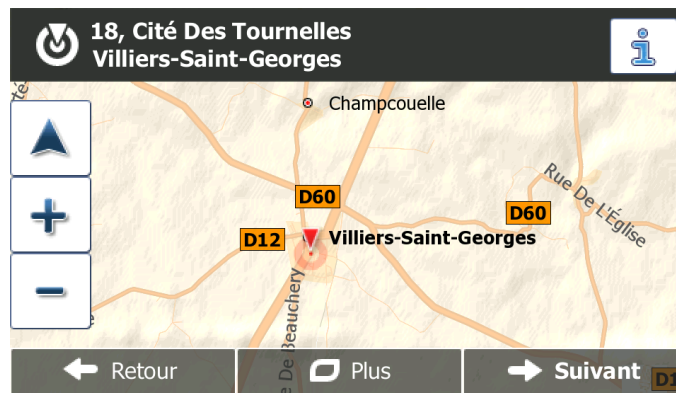 18, Cité Des Tournelles
Villiers-Saint-Georges
Champcouelle
Rue De L'Église
D60
D60
D12
Villiers-Saint-Georges
De Beauchery
Retour
Plus
Suivant